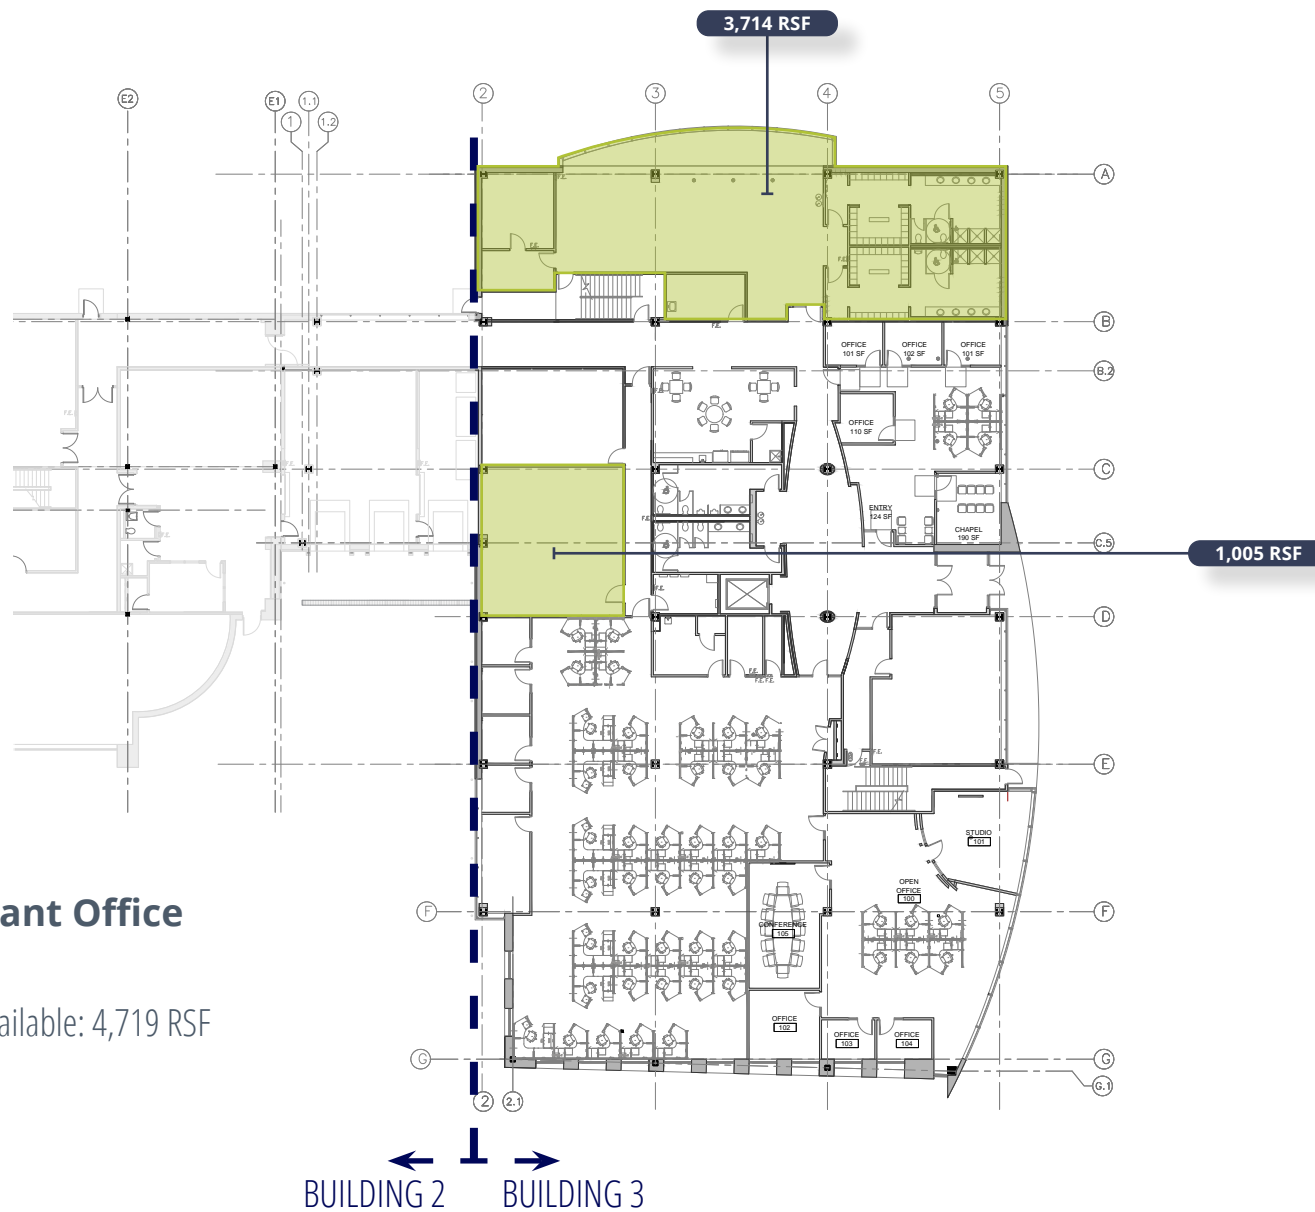 3,714 RSF
E2
E1
1.1
1
1.2
2
3
4
5
A
F.E.
F.E.
F.E.
B
F.E.
OFFICE
101 SF
OFFICE
102 SF
OFFICE
101 SF
B.2
F.E.
F.E.
OFFICE
110 SF
C
F.E.
F.E.
F.E.
ENTRY
124 SF
CHAPEL
190 SF
F.E.
C.5
1,005 RSF
F.E.
D
F.E.
F.E. F.E.
F.E.
F.E.
E
STUDIO
101
OPEN
OFFICE
100
ant Office
F
CONFERENCE
105
F
ailable: 4,719 RSF
OFFICE
102
OFFICE
103
OFFICE
104
G
G
G.1
2
2.1
BUILDING 2
BUILDING 3